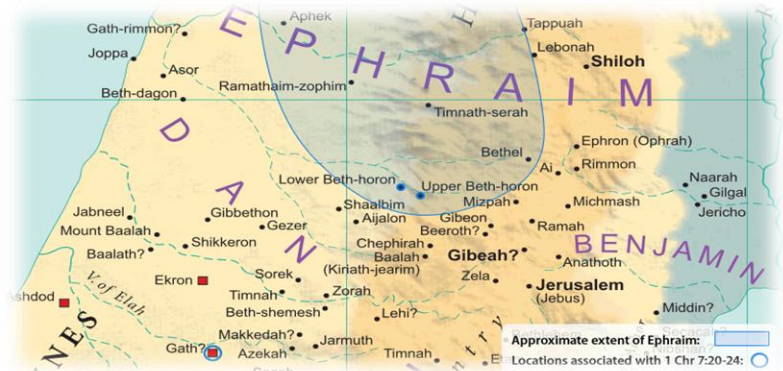 Aphek
Tappuah
Gath-rimmon?
EPHRAIM
Lebonah
Joppa
Shiloh
Asor
Ramathaim-zophim
Beth-dagon
Timnath-serah
DAN
Ephron (Ophrah)
Bethel
Ai
Rimmon
Lower Beth-horon
Upper Beth-horon
Naarah
Gilgal
Mizpah
Jericho
Jabneel
Gibbethon
Shaalbim
Michmash
Mount Baalah
Gezer
Aijalon
Gibeon
Beeroth?
Ramah
Baalath?
Shikkeron
Chephirah
BENJAMIN
Baalah
(Kiriath-jearim)
Gibeah?
Anathoth
Ekron
Sorek
Zela
V. of Elah
Timnah
Zorah
Jerusalem
(Jebus)
Ashdod
Beth-shemesh
Lehi?
Middin?
NES
Makkedah?
Jarmuth
Secacah?
Gath?
Azekah
Timnah
Approximate extent of Ephraim:
Locations associated with 1 Chr 7:20-24: